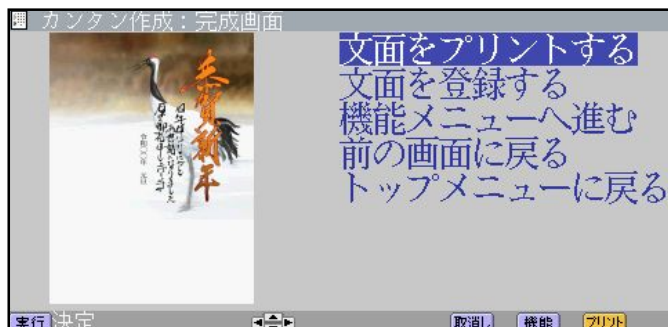 カンタン作成：完成画面
恭賀新年
文面をプリントする
文面を登録する
機能メニューへ進む
前の画面に戻る
トップメニューに戻る
実行 決定
取消し 機能 プリント